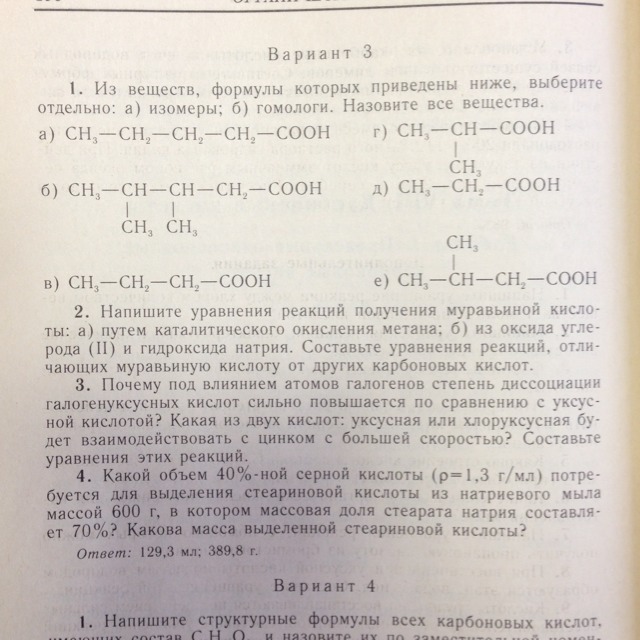 Вариант 3
1. Из веществ, формулы которых приведены ниже, выберите
отдельно: а) изомеры; б) гомологи. Назовите все вещества.
а) CH₃—CH₂—CH₂—CH₂—COOH
г) CH₃—CH—COOH
|
CH₃
б) CH₃—CH—CH—CH₂—COOH
| |
CH₃ CH₃
д) CH₃—CH₂—COOH
в) CH₃—CH₂—CH₂—COOH
CH₃
|
е) CH₃—CH—CH₂—COOH
2. Напишите уравнения реакций получения муравьиной кисло-
ты: а) путем каталитического окисления метана; б) из оксида угле-
рода (II) и гидроксида натрия. Составьте уравнения реакций, отли-
чающих муравьиную кислоту от других карбоновых кислот.
3. Почему под влиянием атомов галогенов степень диссоциации
галогенуксусных кислот сильно повышается по сравнению с уксус-
ной кислотой? Какая из двух кислот: уксусная или хлоруксусная бу-
дет взаимодействовать с цинком с большей скоростью? Составьте
уравнения этих реакций.
4. Какой объем 40%-ной серной кислоты (ρ=1,3 г/мл) потре-
буется для выделения стеариновой кислоты из натриевого мыла
массой 600 г, в котором массовая доля стеарата натрия составля-
ет 70%? Какова масса выделенной стеариновой кислоты?
Ответ: 129,3 мл; 389,8 г.
Вариант 4
1. Напишите структурные формулы всех карбоновых кислот,